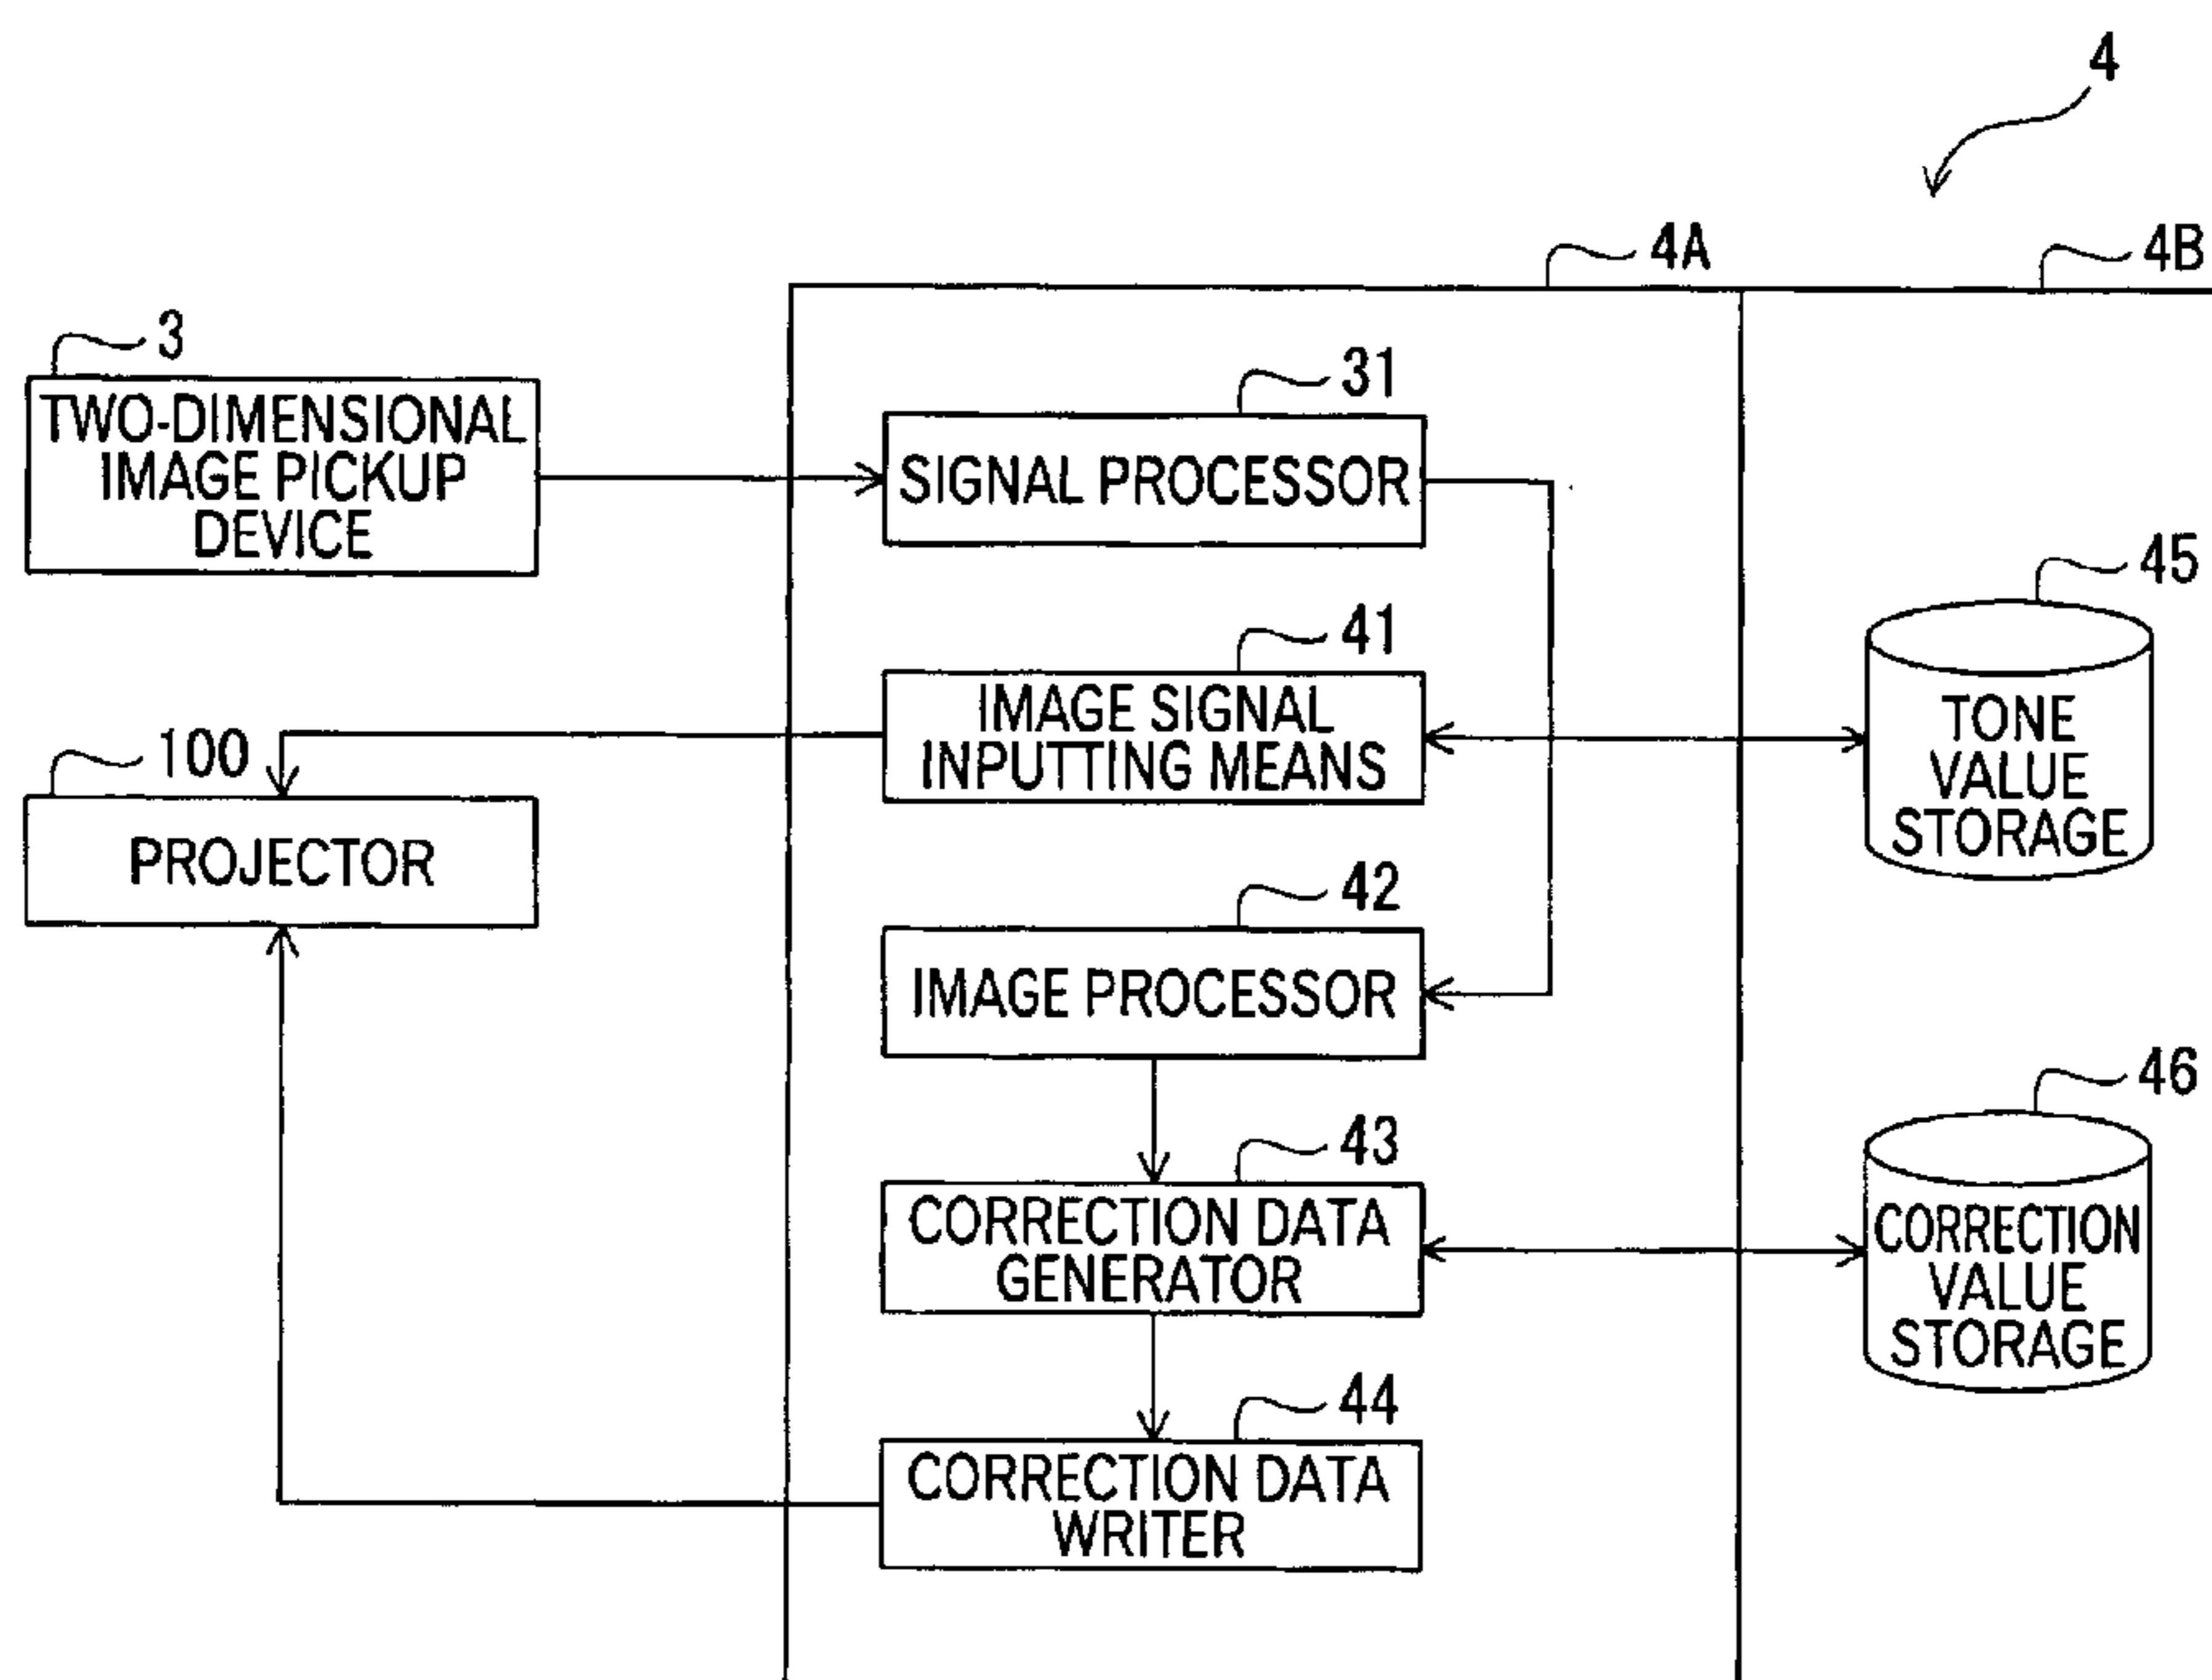 4
4A
4B
3
TWO-DIMENSIONAL
IMAGE PICKUP
DEVICE
31
SIGNAL PROCESSOR
41
IMAGE SIGNAL
INPUTTING MEANS
45
TONE
VALUE
STORAGE
100
PROJECTOR
42
IMAGE PROCESSOR
43
CORRECTION DATA
GENERATOR
46
CORRECTION
VALUE
STORAGE
44
CORRECTION DATA
WRITER